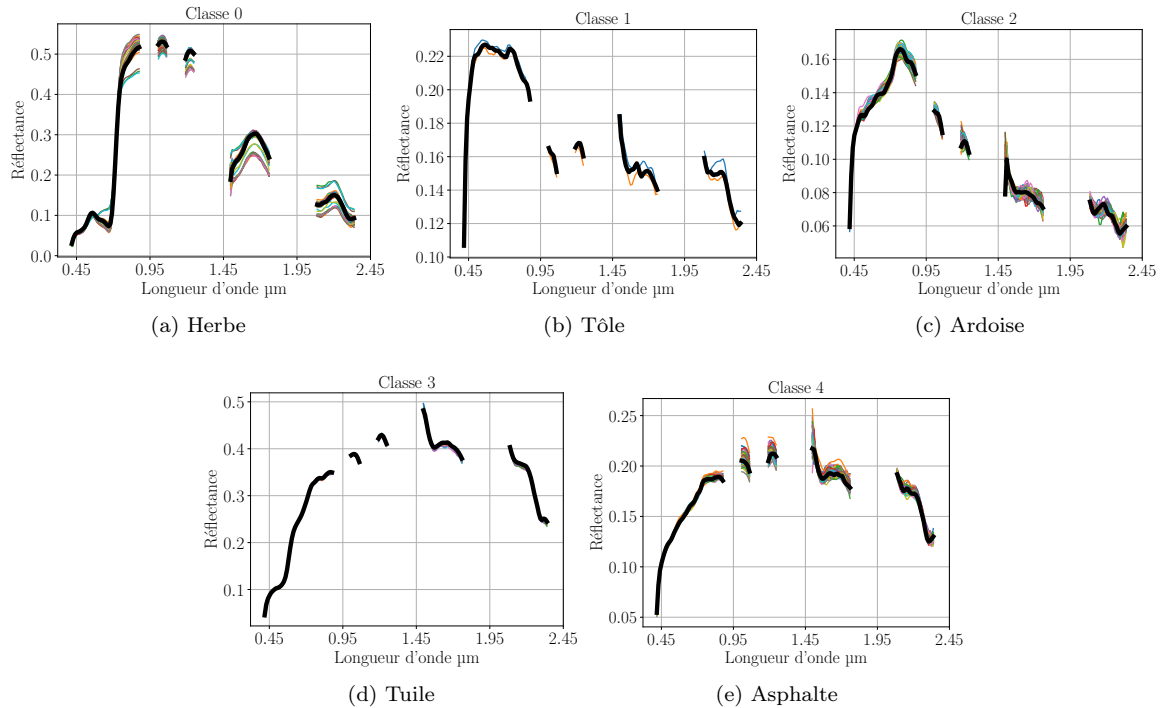 Classe 0
Réflectance
0.5
0.4
0.3
0.2
0.1
0.0
0.45 0.95 1.45 1.95 2.45
Longueur d'onde µm
(a) Herbe
Classe 1
Réflectance
0.22
0.20
0.18
0.16
0.14
0.12
0.10
0.45 0.95 1.45 1.95 2.45
Longueur d'onde µm
(b) Tôle
Classe 2
Réflectance
0.16
0.14
0.12
0.10
0.08
0.06
0.45 0.95 1.45 1.95 2.45
Longueur d'onde µm
(c) Ardoise
Classe 3
Réflectance
0.5
0.4
0.3
0.2
0.1
0.45 0.95 1.45 1.95 2.45
Longueur d'onde µm
(d) Tuile
Classe 4
Réflectance
0.25
0.20
0.15
0.10
0.05
0.45 0.95 1.45 1.95 2.45
Longueur d'onde µm
(e) Asphalte